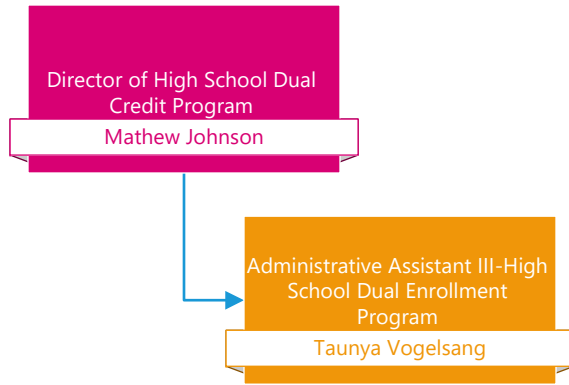 Director of High School Dual
Credit Program
Mathew Johnson
Administrative Assistant III-High
School Dual Enrollment
Program
Taunya Vogelsang